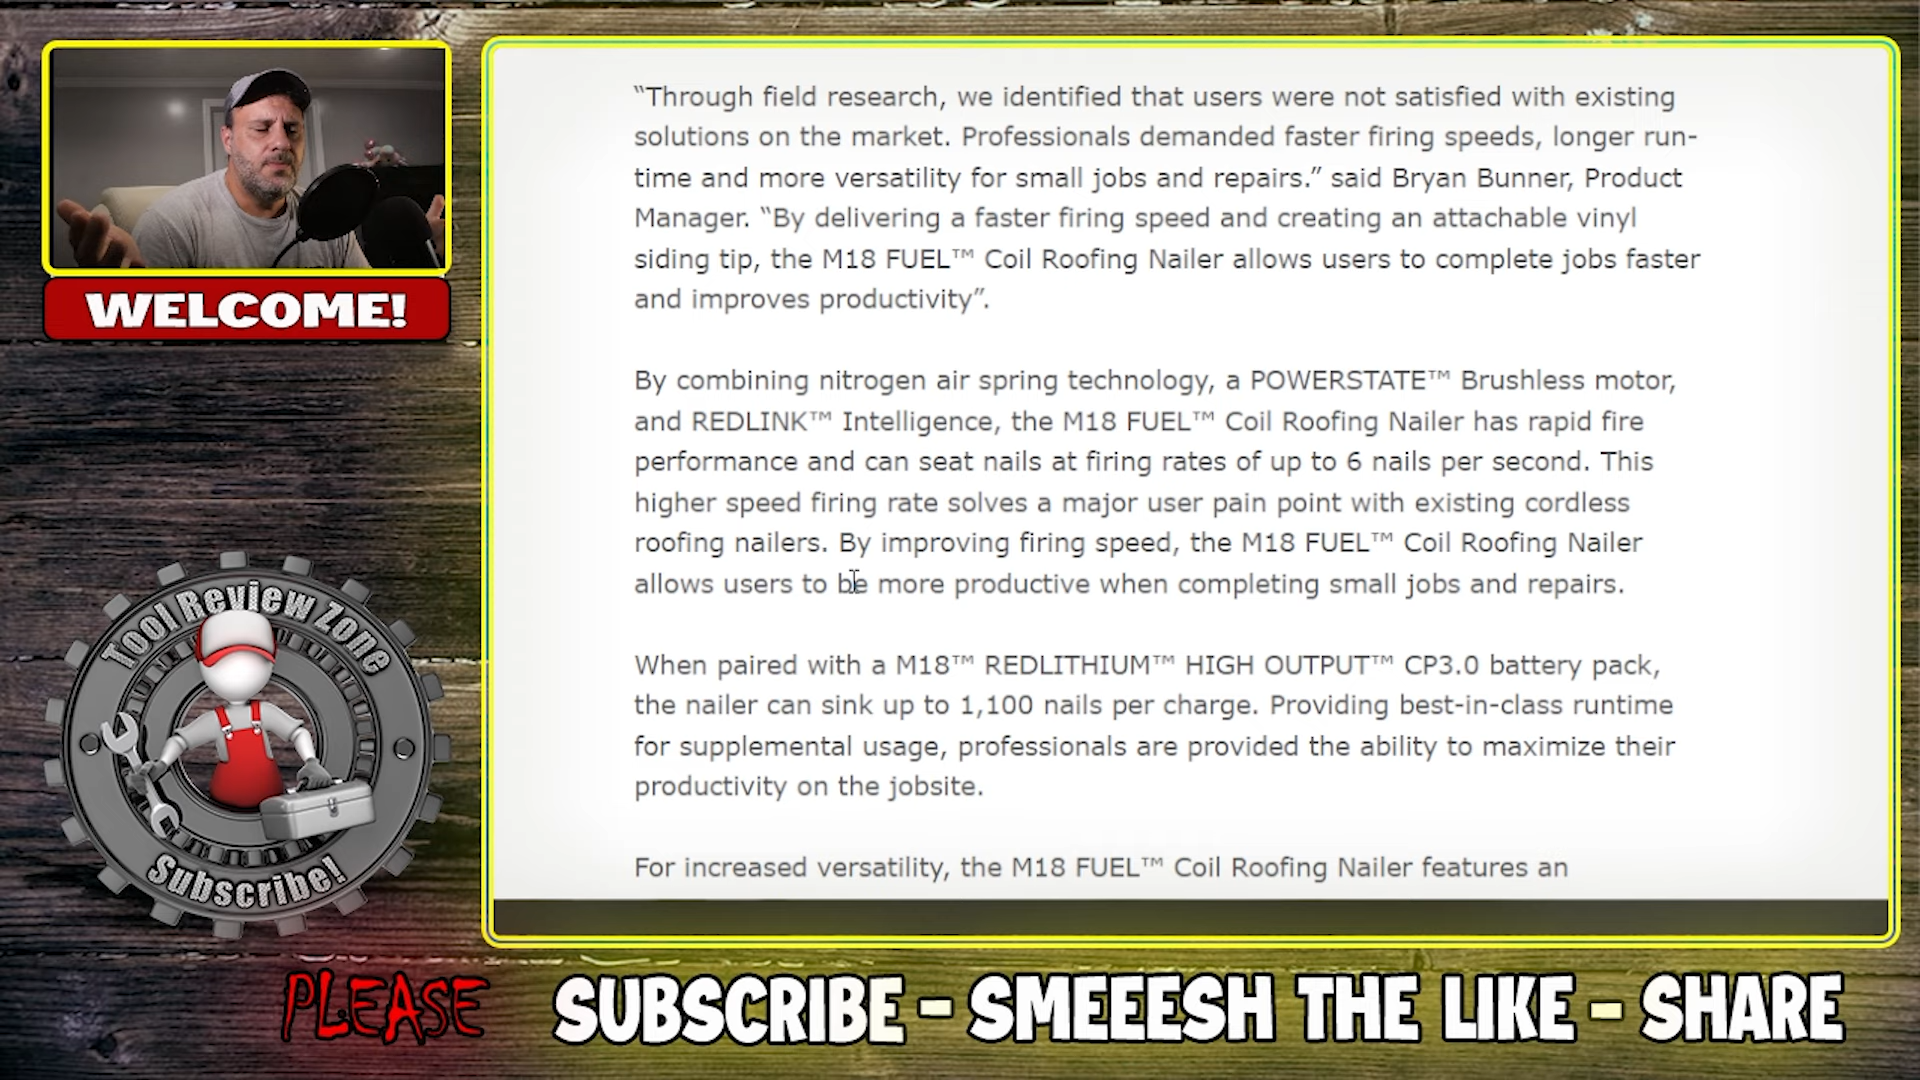 WELCOME!
Tool Review Zone
Subscribe!
“Through field research, we identified that users were not satisfied with existing
solutions on the market. Professionals demanded faster firing speeds, longer run-
time and more versatility for small jobs and repairs.” said Bryan Bunner, Product
Manager. “By delivering a faster firing speed and creating an attachable vinyl
siding tip, the M18 FUEL™ Coil Roofing Nailer allows users to complete jobs faster
and improves productivity”.
By combining nitrogen air spring technology, a POWERSTATE™ Brushless motor,
and REDLINK™ Intelligence, the M18 FUEL™ Coil Roofing Nailer has rapid fire
performance and can seat nails at firing rates of up to 6 nails per second. This
higher speed firing rate solves a major user pain point with existing cordless
roofing nailers. By improving firing speed, the M18 FUEL™ Coil Roofing Nailer
allows users to be more productive when completing small jobs and repairs.
When paired with a M18™ REDLITHIUM™ HIGH OUTPUT™ CP3.0 battery pack,
the nailer can sink up to 1,100 nails per charge. Providing best-in-class runtime
for supplemental usage, professionals are provided the ability to maximize their
productivity on the jobsite.
For increased versatility, the M18 FUEL™ Coil Roofing Nailer features an
PLEASE SUBSCRIBE - SMEEESH THE LIKE - SHARE